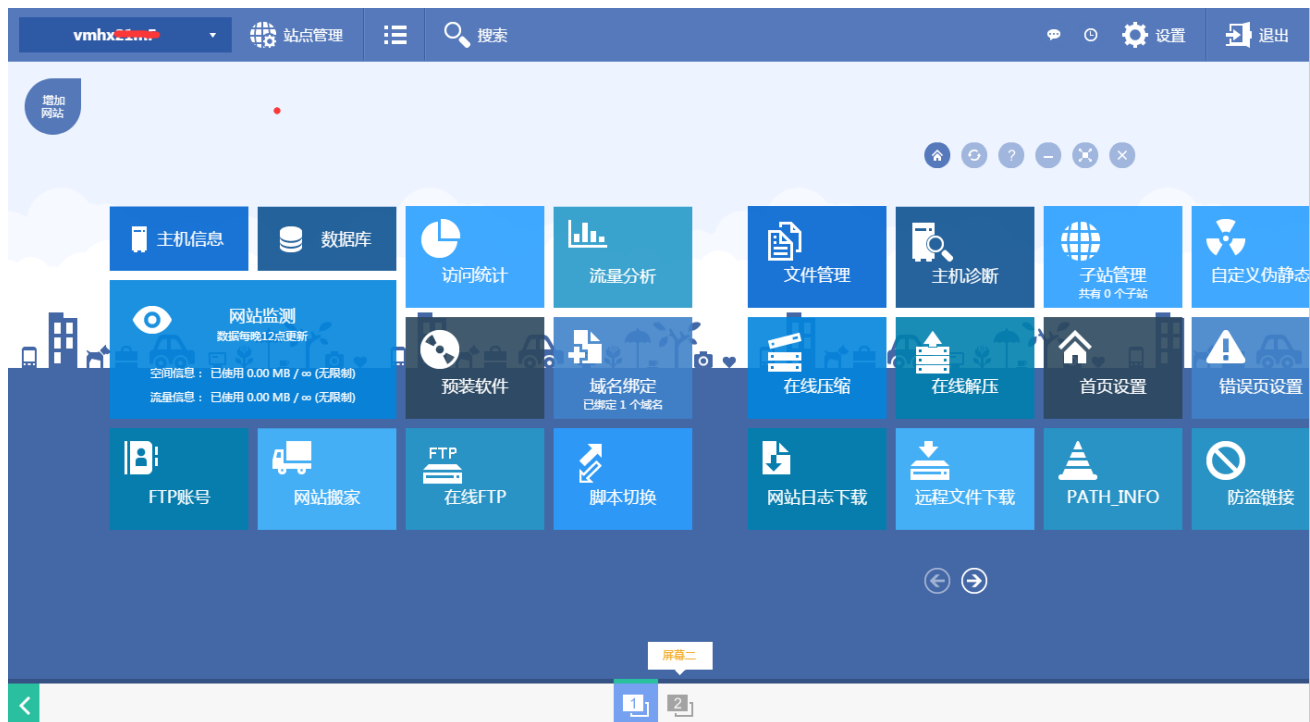 vmhx
站点管理
搜索
设置
退出
增加
网站
主机信息
数据库
访问统计
流量分析
文件管理
主机诊断
子站管理
共有 0 个子站
自定义伪静态
网站监测
数据每晚12点更新
空间信息： 已使用 0.00 MB / ∞ (无限制)
流量信息： 已使用 0.00 MB / ∞ (无限制)
预装软件
域名绑定
已绑定 1 个域名
在线压缩
在线解压
首页设置
错误页设置
FTP账号
网站搬家
FTP
在线FTP
脚本切换
网站日志下载
远程文件下载
PATH_INFO
防盗链接
屏幕二
1
2